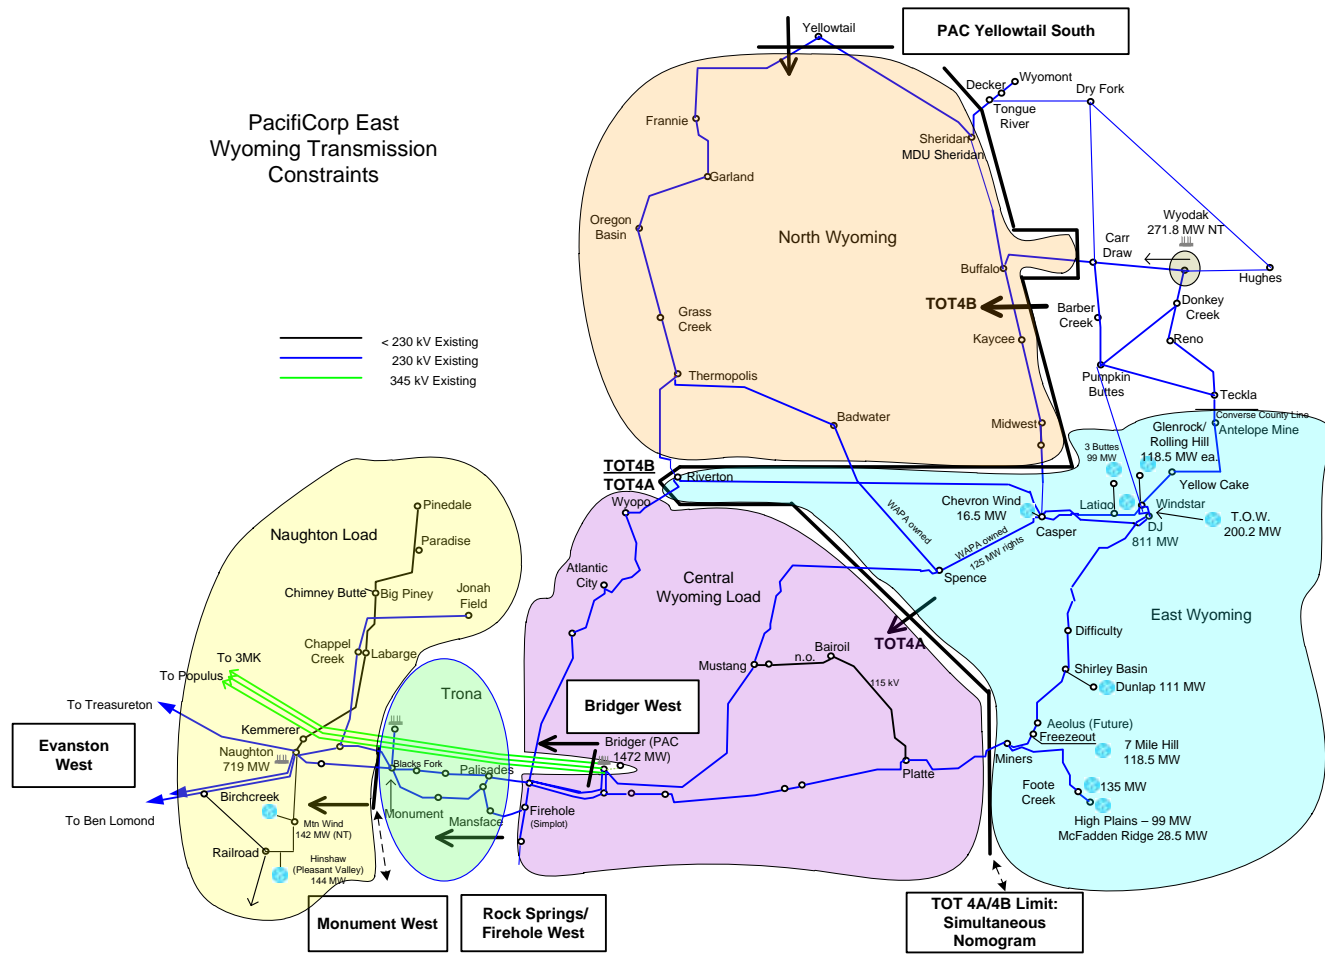 Yellowtail
PAC Yellowtail South
PacifiCorp East
Wyoming Transmission
Constraints
Decker
Wyomont
Tongue
River
Dry Fork
Frannie
Sheridan
MDU Sheridan
Garland
Oregon
Basin
North Wyoming
Wyodak
271.8 MW NT
Carr
Draw
Buffalo
Hughes
TOT4B
Donkey
Creek
Barber
Creek
Grass
Creek
Kaycee
Reno
< 230 kV Existing
230 kV Existing
345 kV Existing
Thermopolis
Pumpkin
Buttes
Teckla
Badwater
Midwest
Converse County Line
Antelope Mine
Glenrock/
Rolling Hill
118.5 MW ea.
3 Buttes
99 MW
TOT4B
TOT4A
Riverton
Yellow Cake
Wyopo
Chevron Wind
16.5 MW
Latigo
Windstar
Casper
DJ
811 MW
T.O.W.
200.2 MW
WAPA owned
WAPA owned
125 MW rights
Spence
Pinedale
Naughton Load
Paradise
Chimney Butte
Big Piney
Jonah
Field
Atlantic
City
Central
Wyoming Load
East Wyoming
Difficulty
Chappel
Creek
Labarge
TOT4A
Bairoil
n.o.
Mustang
115 kV
Shirley Basin
Dunlap 111 MW
To 3MK
To Populus
Trona
To Treasureton
Bridger West
Kemmerer
Aeolus (Future)
Freezeout
Evanston
West
Naughton
719 MW
Bridger (PAC
1472 MW)
7 Mile Hill
118.5 MW
Blacks Fork
Palisades
Platte
Miners
Birchcreek
Monument
Mansface
Firehole
(Simplot)
Foote
Creek
135 MW
To Ben Lomond
Mtn Wind
142 MW (NT)
High Plains – 99 MW
McFadden Ridge 28.5 MW
Railroad
Hinshaw
(Pleasant Valley)
144 MW
Monument West
Rock Springs/
Firehole West
TOT 4A/4B Limit:
Simultaneous
Nomogram